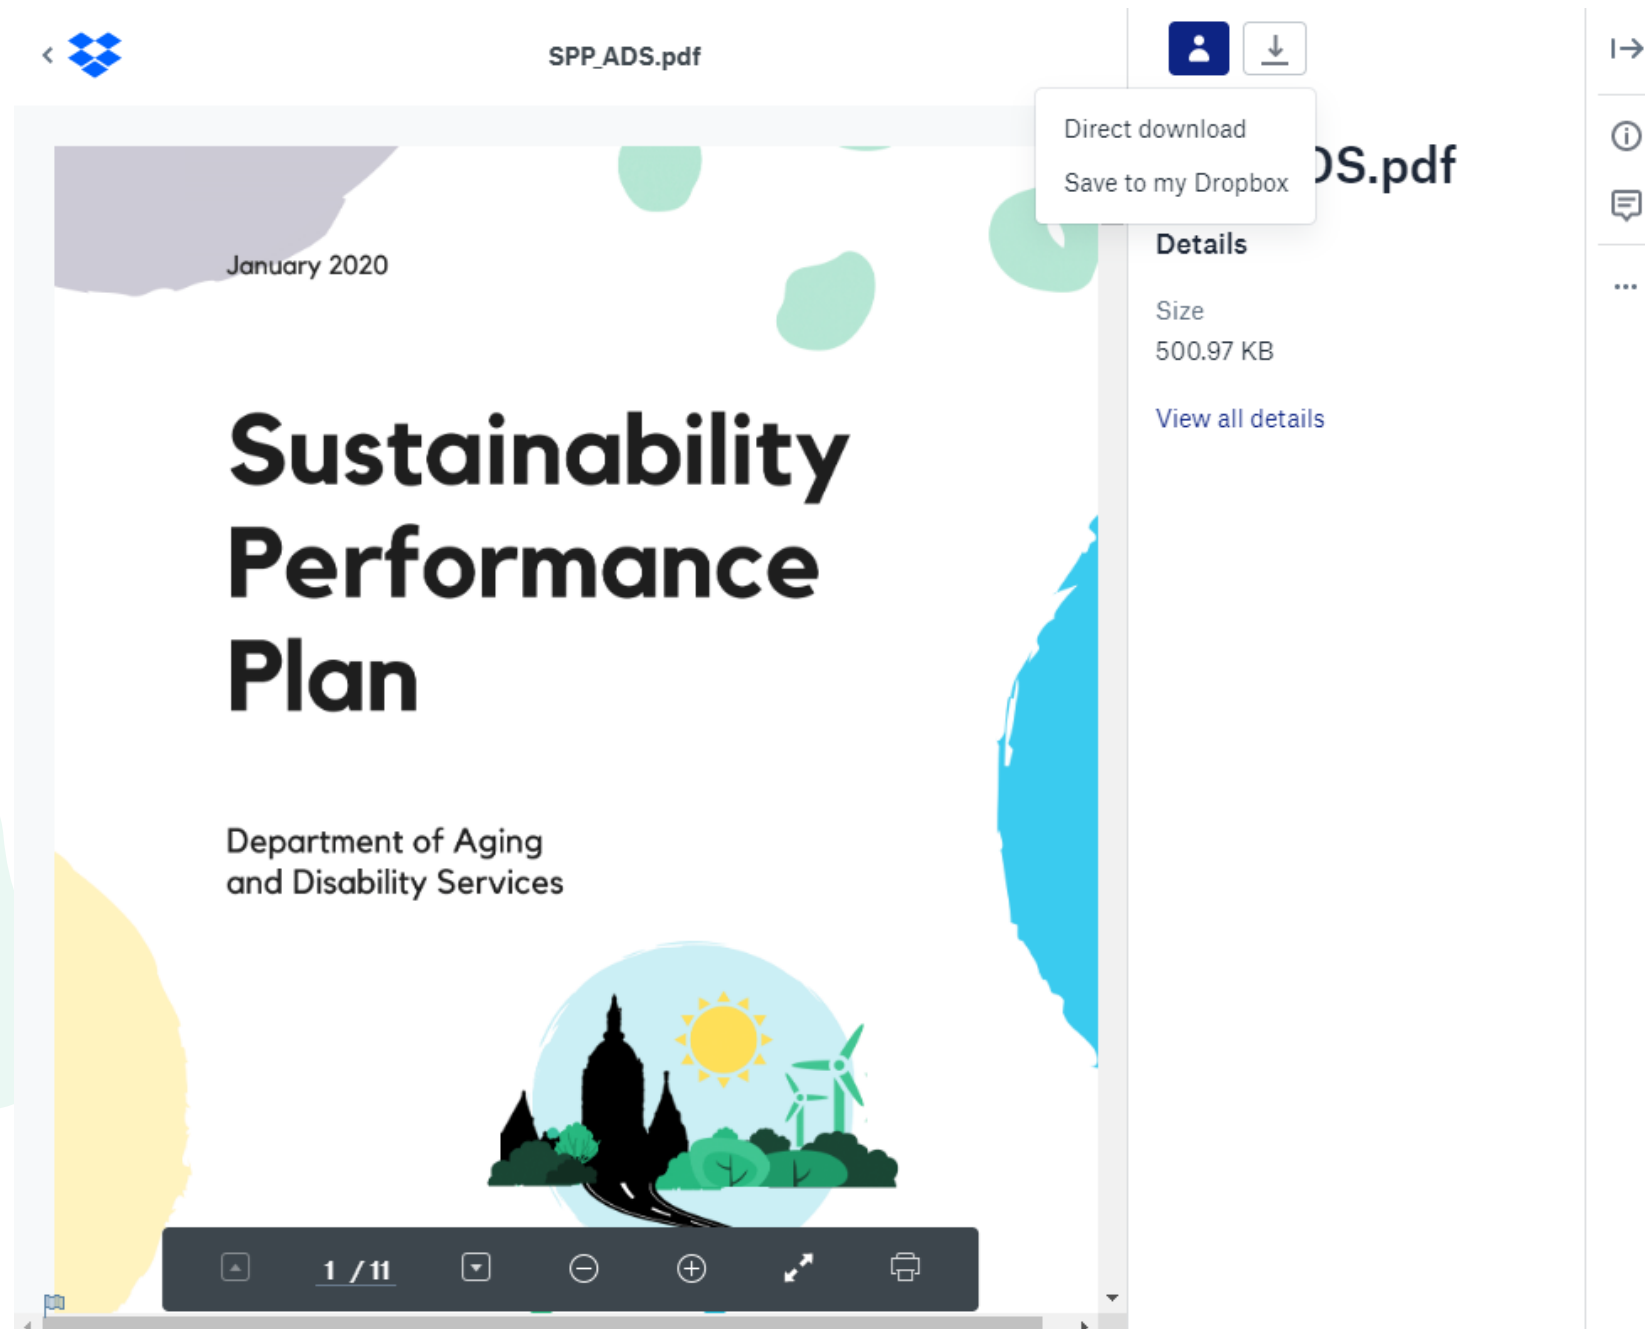 SPP_ADS.pdf
Direct download
Save to my Dropbox
DS.pdf
Details
Size
500.97 KB
View all details
January 2020
Sustainability
Performance
Plan
Department of Aging
and Disability Services
1 / 11